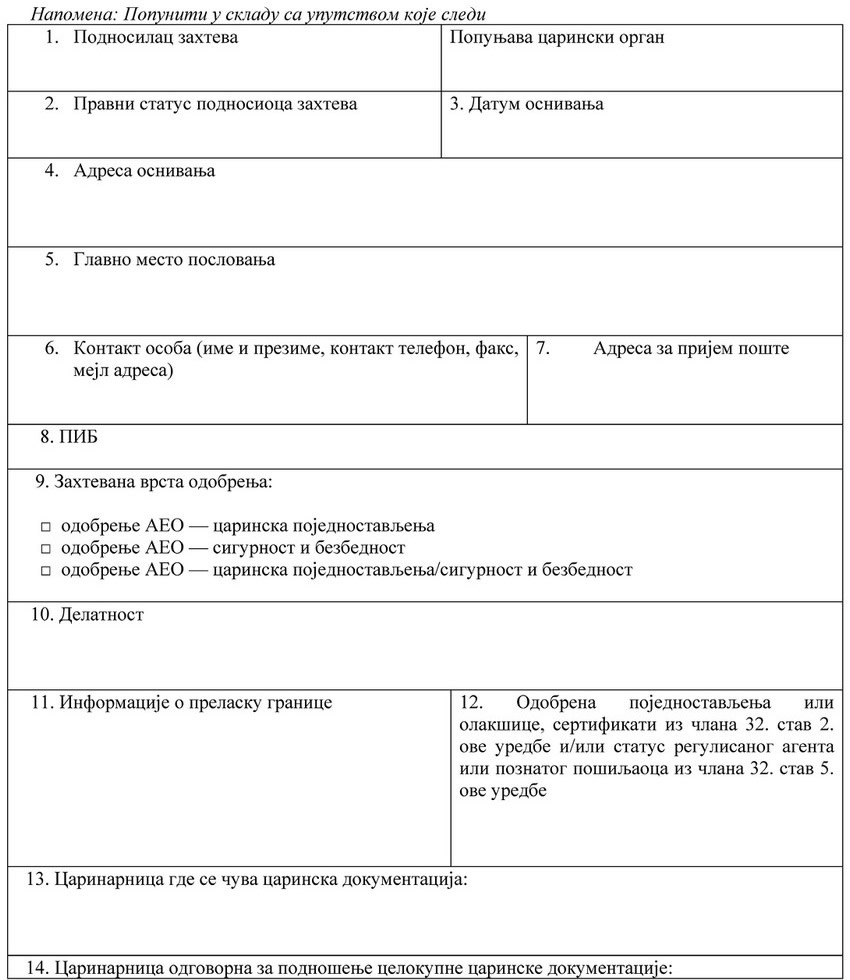 Напомена: Попунити у складу са упутством које следи
1. Подносилац захтева
Попуњава царински орган
2. Правни статус подносиоца захтева
3. Датум оснивања
4. Адреса оснивања
5. Главно место пословања
6. Контакт особа (име и презиме, контакт телефон, факс,
мејл адреса)
7. Адреса за пријем поште
8. ПИБ
9. Захтевана врста одобрења:
□ одобрење АЕО — царинска поједностављења
□ одобрење АЕО — сигурност и безбедност
□ одобрење АЕО — царинска поједностављења/сигурност и безбедност
10. Делатност
11. Информације о преласку границе
12. Одобрена поједностављења или
олакшице, сертификати из члана 32. став 2.
ове уредбе и/или статус регулисаног агента
или познатог пошиљаоца из члана 32. став 5.
ове уредбе
13. Царинарница где се чува царинска документација:
14. Царинарница одговорна за подношење целокупне царинске документације: